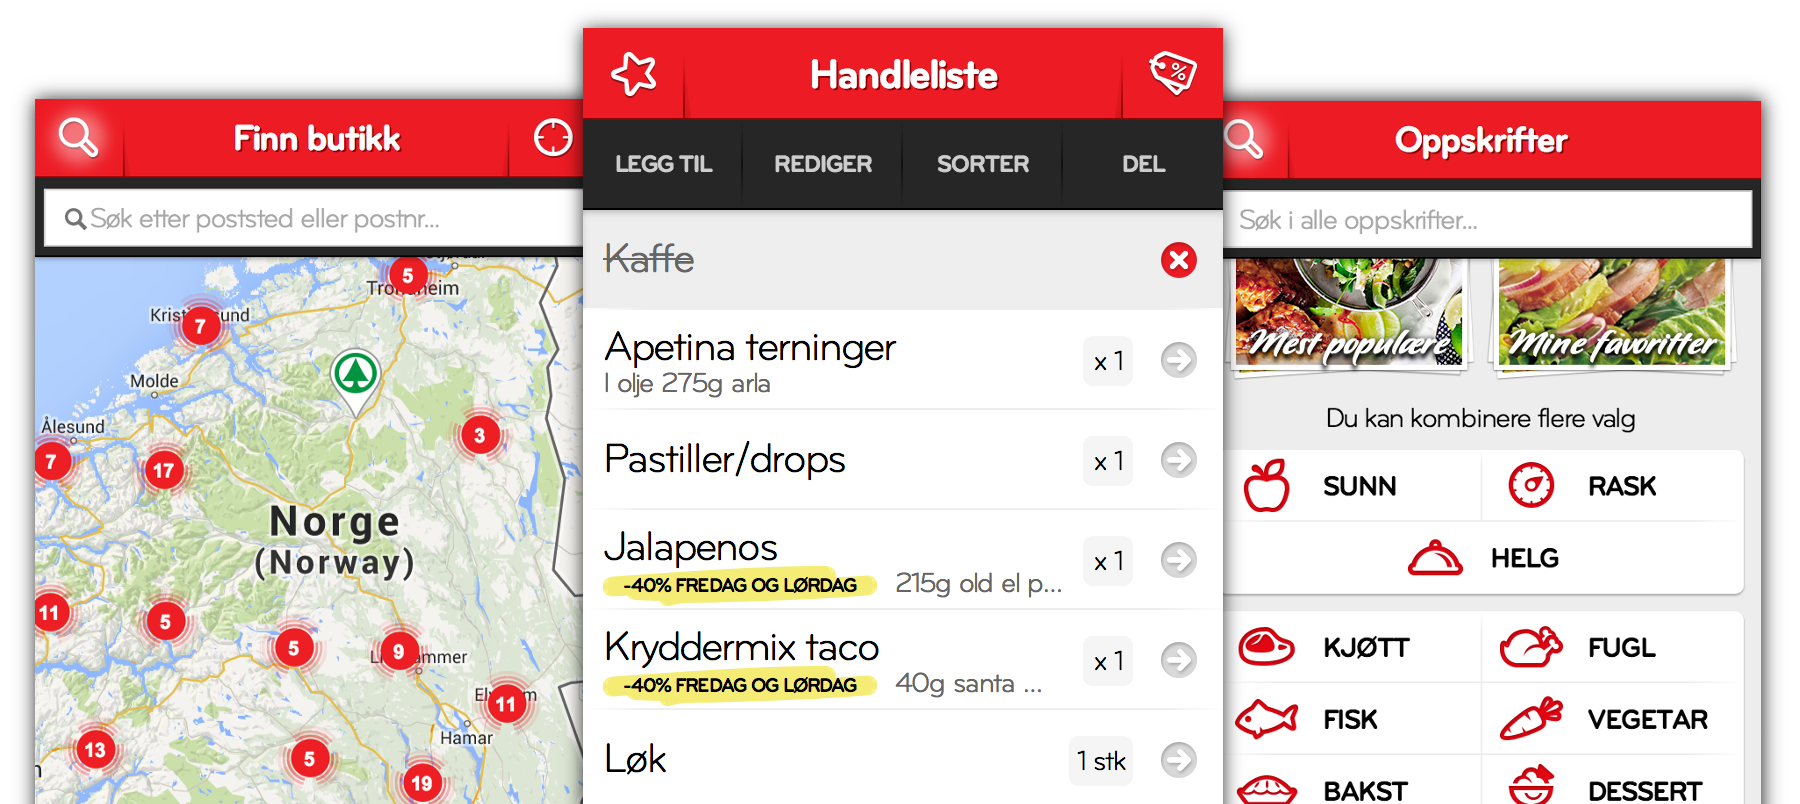 Finn butikk
Søk etter poststed eller postnr...
5
7
Molde
Ålesund
3
7
17
Norge
(Norway)
11
5
5
9
11
Hamar
13
5
19
Handleliste
%
LEGG TIL
REDIGER
SORTER
DEL
Kaffe
Apetina terninger
x 1
I olje 275g arla
Pastiller/drops
x 1
Jalapenos
x 1
-40% FREDAG OG LØRDAG
215g old el p...
Kryddermix taco
x 1
-40% FREDAG OG LØRDAG
40g santa ...
Løk
1 stk
Oppskrifter
Søk i alle oppskrifter...
Mest populære
Mine favoritter
Du kan kombinere flere valg
SUNN
RASK
HELG
KJØTT
FUGL
FISK
VEGETAR
BAKST
DESSERT